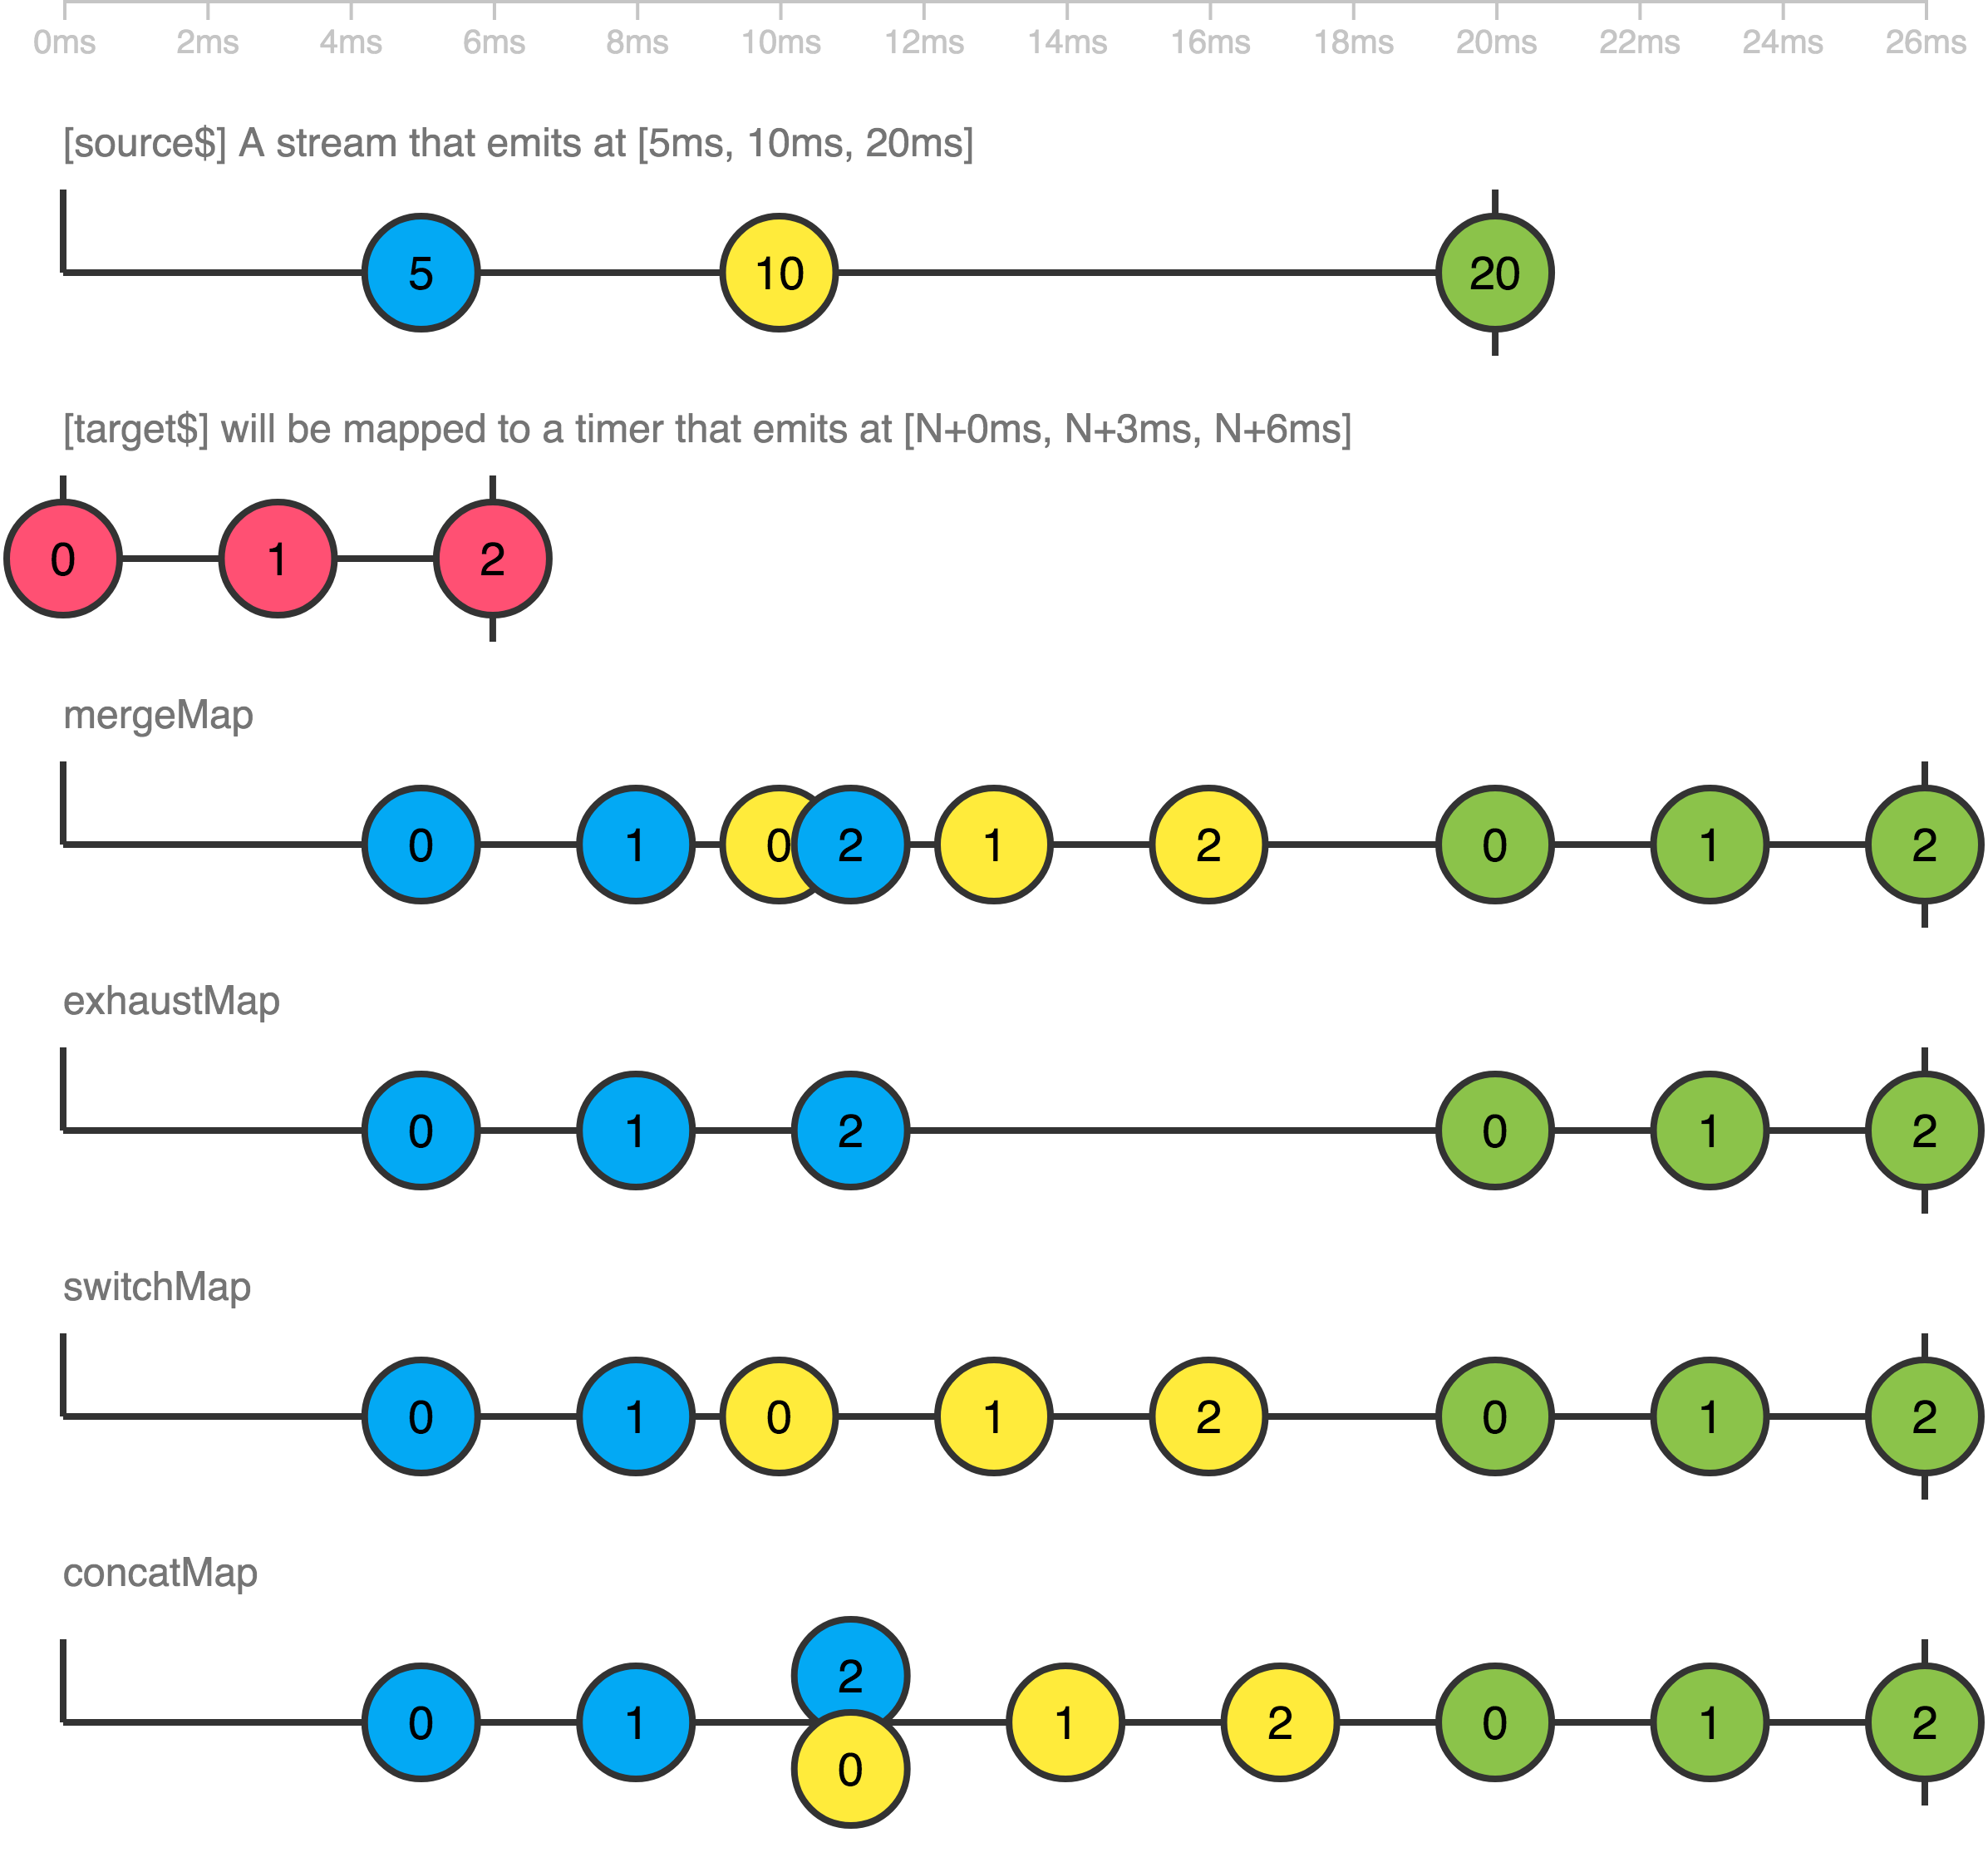 0ms 2ms 4ms 6ms 8ms 10ms 12ms 14ms 16ms 18ms 20ms 22ms 24ms 26ms
[source$] A stream that emits at [5ms, 10ms, 20ms]
5 10 20
[target$] will be mapped to a timer that emits at [N+0ms, N+3ms, N+6ms]
0 1 2
mergeMap
0 1 0 2 1 2 0 1 2
exhaustMap
0 1 2 0 1 2
switchMap
0 1 0 1 2 0 1 2
concatMap
2
0 1 1 2 0 1 2
0